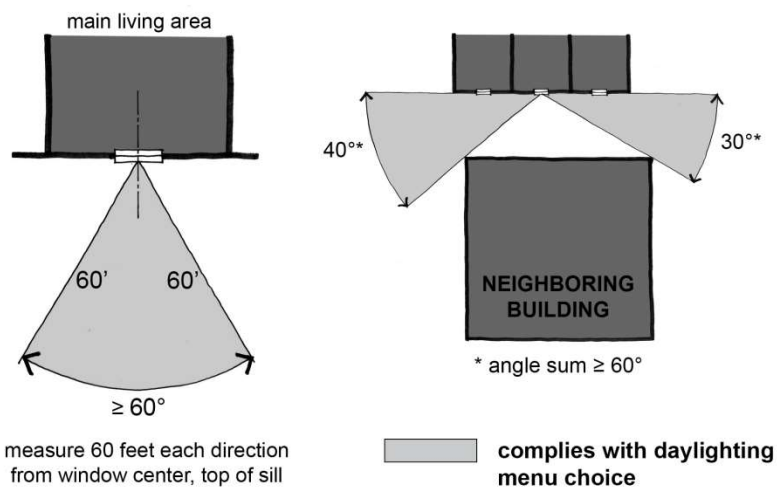 main living area
60’ 60’
≥ 60°
measure 60 feet each direction
from window center, top of sill
40°*
30°*
NEIGHBORING
BUILDING
* angle sum ≥ 60°
complies with daylighting
menu choice